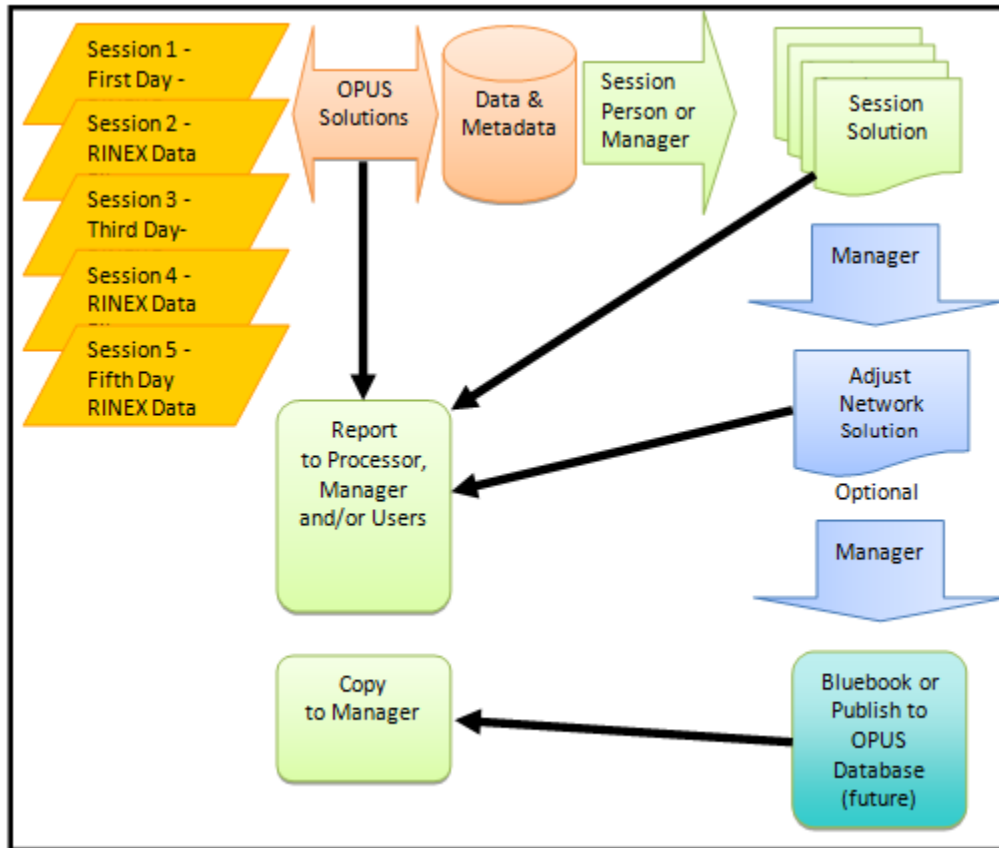 Session 1 -
First Day -
Session 2 -
RINEX Data
Session 3 -
Third Day-
Session 4 -
RINEX Data
Session 5 -
Fifth Day
RINEX Data
OPUS
Solutions
Data &
Metadata
Session
Person or
Manager
Session
Solution
Manager
Adjust
Network
Solution
Optional
Manager
Report
to Processor,
Manager
and/or Users
Copy
to Manager
Bluebook or
Publish to
OPUS
Database
(future)